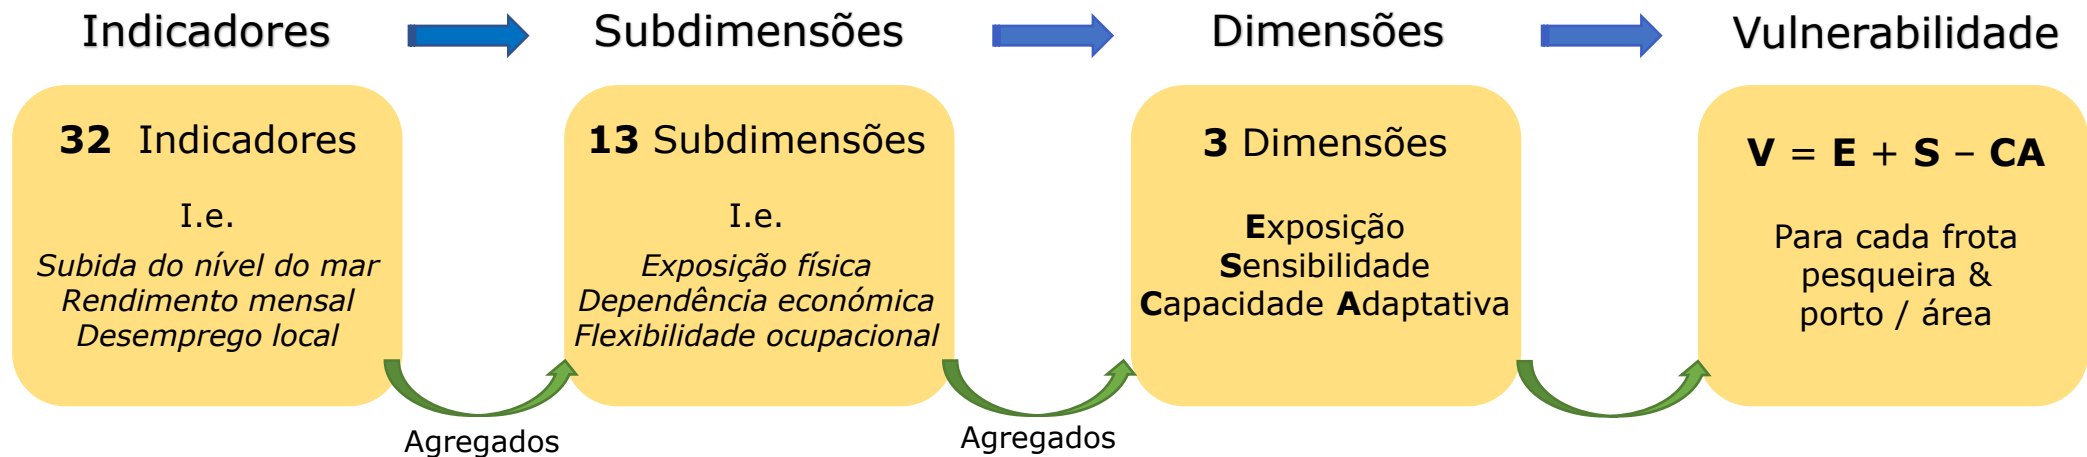 Indicadores
Subdimensões
Dimensões
Vulnerabilidade
32 Indicadores
I.e.
Subida do nível do mar
Rendimento mensal
Desemprego local
13 Subdimensões
I.e.
Exposição física
Dependência económica
Flexibilidade ocupacional
3 Dimensões
Exposição
Sensibilidade
Capacidade Adaptativa
V = E + S – CA
Para cada frota
pesqueira &
porto / área
Agregados
Agregados